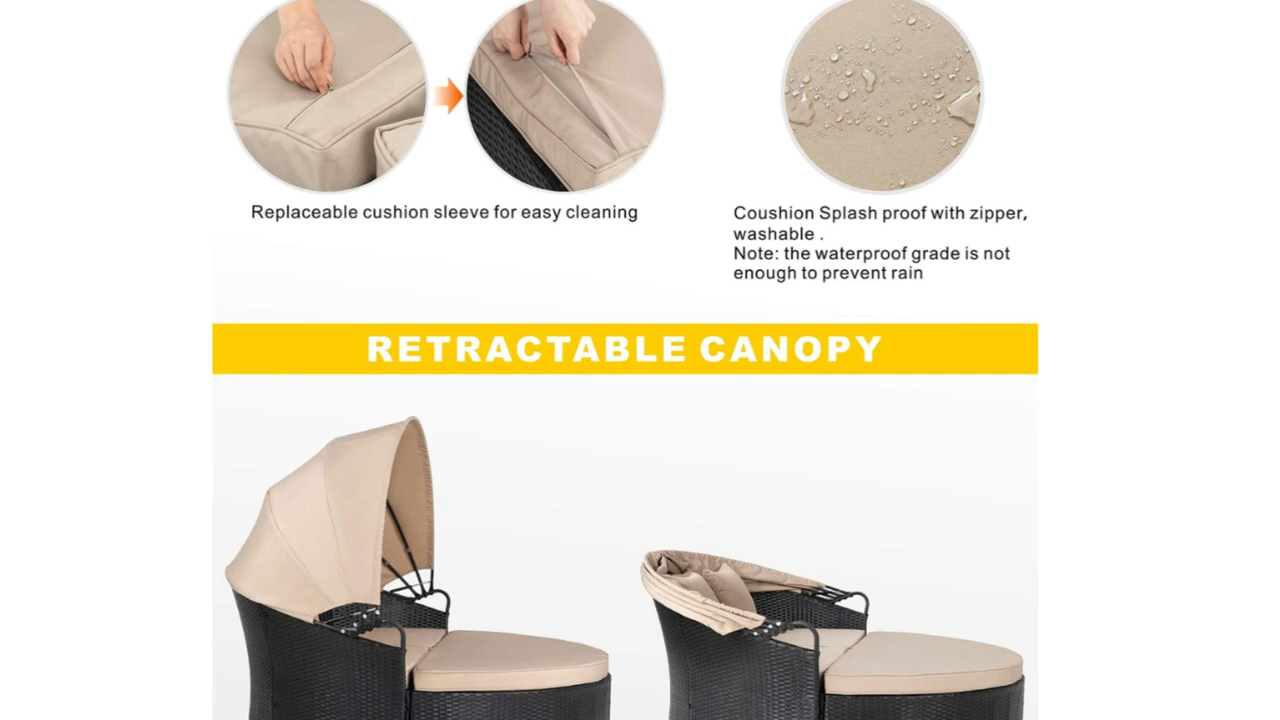 Replaceable cushion sleeve for easy cleaning
Coushion Splash proof with zipper,
washable .
Note: the waterproof grade is not
enough to prevent rain
RETRACTABLE CANOPY